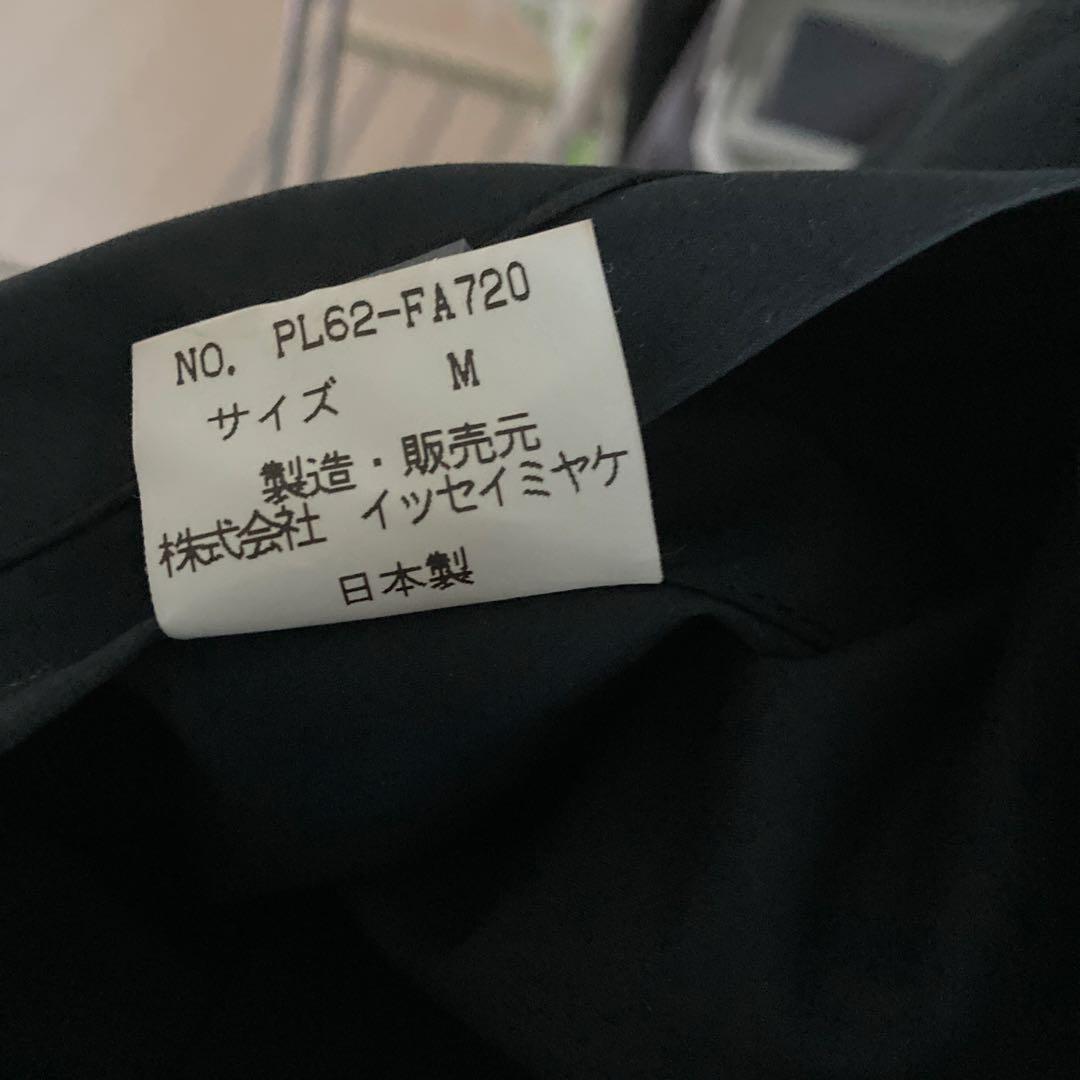 NO. PL62-FA720
サイズ M
製造・販売元
株式会社 イッセイミヤケ
日本製